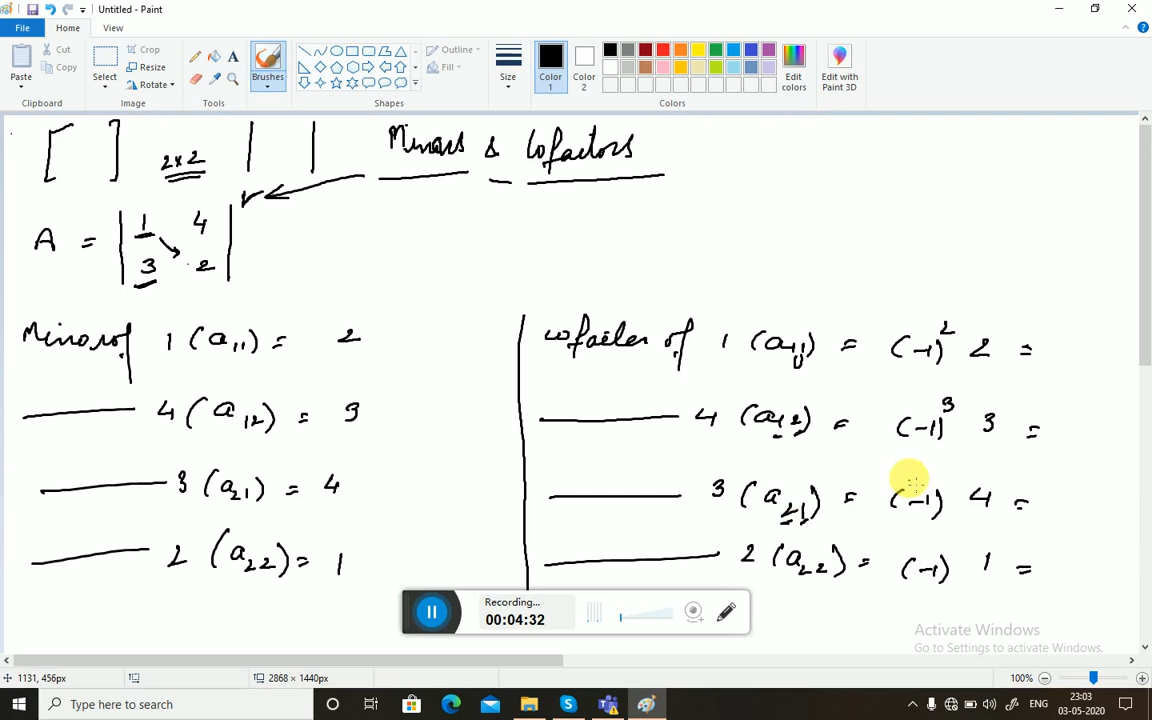 Untitled - Paint
File Home View
Paste Cut Copy Select Crop Resize Rotate Brushes Outline Fill Size Color 1 Color 2 Edit colors Edit with Paint 3D
Clipboard Image Tools Shapes Colors
[ ] 2×2 | | Minors & Cofactors
A = | 1 4 |
| 3 2 |
Minor of 1 (a11) = 2
4 (a12) = 3
3 (a21) = 4
2 (a22) = 1
cofactor of 1 (a11) = (-1)^2 2 =
4 (a12) = (-1)^3 3 =
3 (a21) = (-1) 4 =
2 (a22) = (-1) 1 =
Recording...
00:04:32
Activate Windows
Go to Settings to activate Windows.
1131, 456px 2868 × 1440px 100%
Type here to search
ENG
23:03
03-05-2020